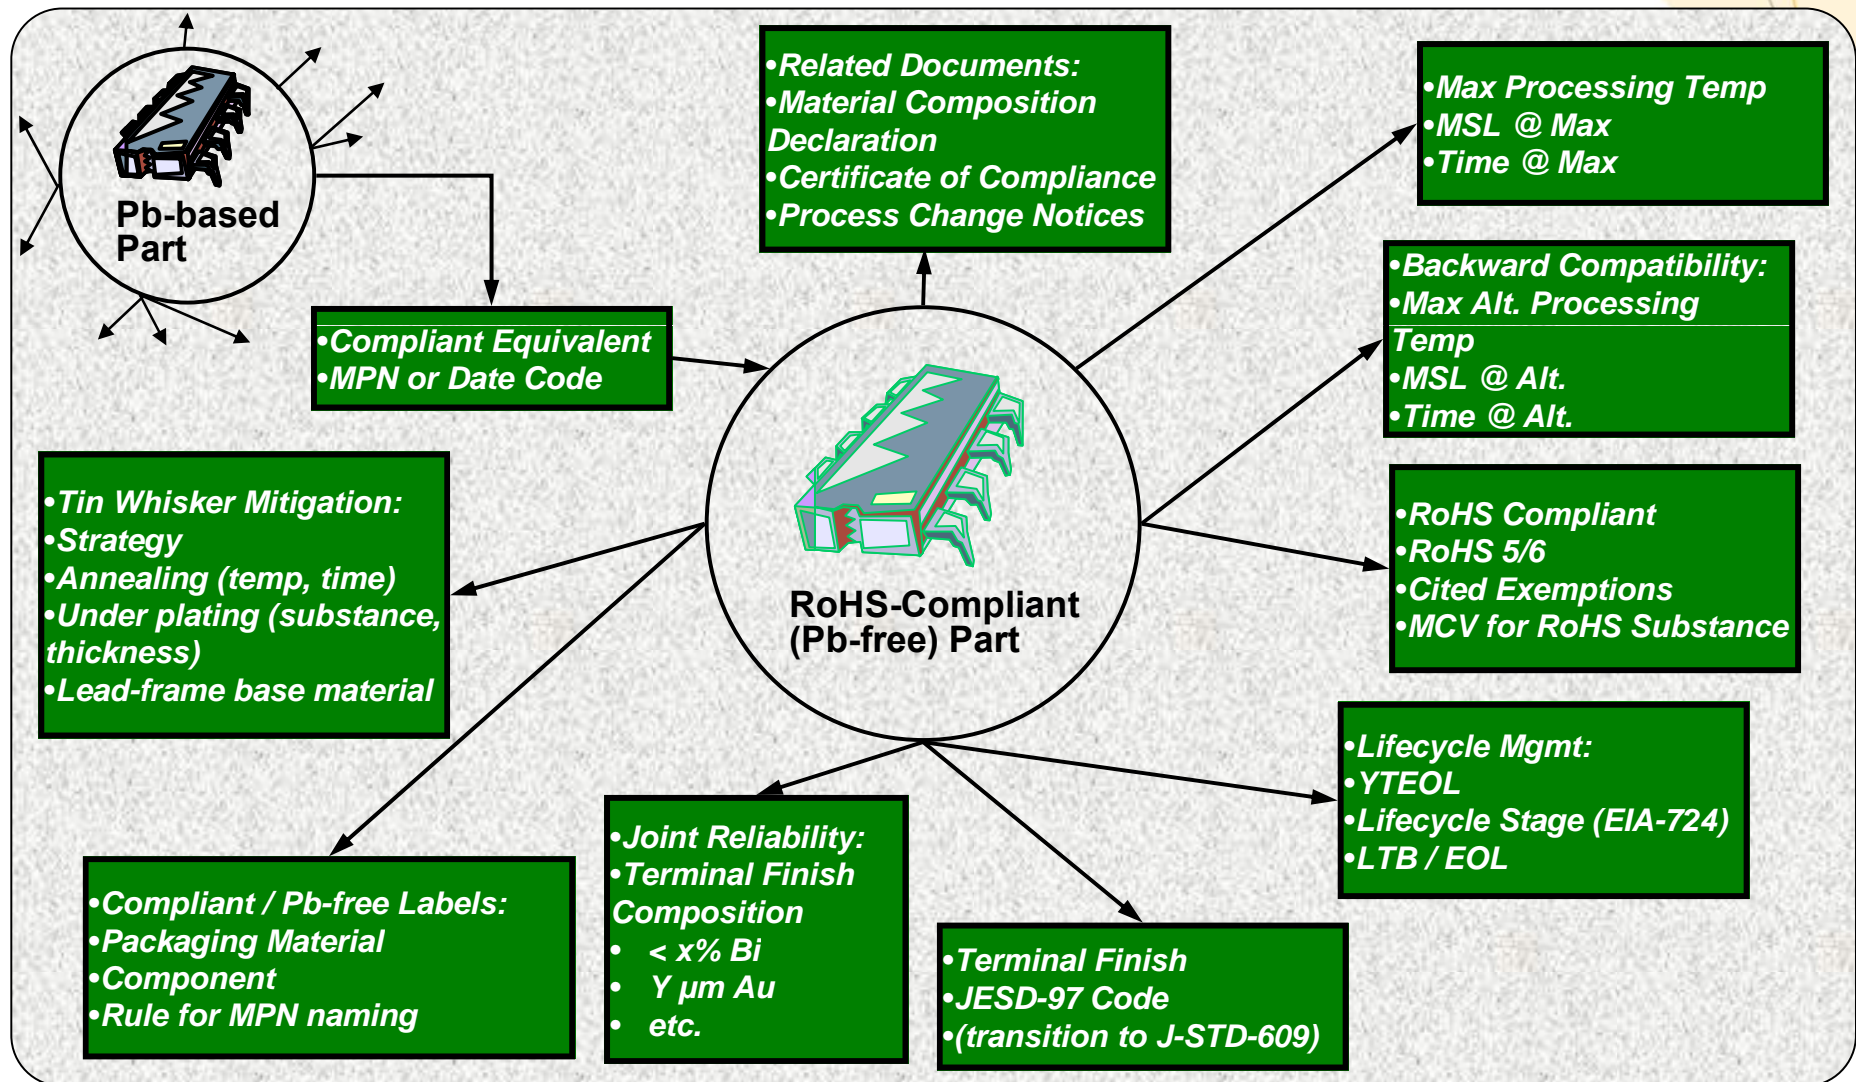 Pb-based
Part
•Compliant Equivalent
•MPN or Date Code
•Related Documents:
•Material Composition
Declaration
•Certificate of Compliance
•Process Change Notices
•Max Processing Temp
•MSL @ Max
•Time @ Max
•Backward Compatibility:
•Max Alt. Processing
Temp
•MSL @ Alt.
•Time @ Alt.
RoHS-Compliant
(Pb-free) Part
•Tin Whisker Mitigation:
•Strategy
•Annealing (temp, time)
•Under plating (substance,
thickness)
•Lead-frame base material
•RoHS Compliant
•RoHS 5/6
•Cited Exemptions
•MCV for RoHS Substance
•Lifecycle Mgmt:
•YTEOL
•Lifecycle Stage (EIA-724)
•LTB / EOL
•Compliant / Pb-free Labels:
•Packaging Material
•Component
•Rule for MPN naming
•Joint Reliability:
•Terminal Finish
Composition
• < x% Bi
• Y µm Au
• etc.
•Terminal Finish
•JESD-97 Code
•(transition to J-STD-609)